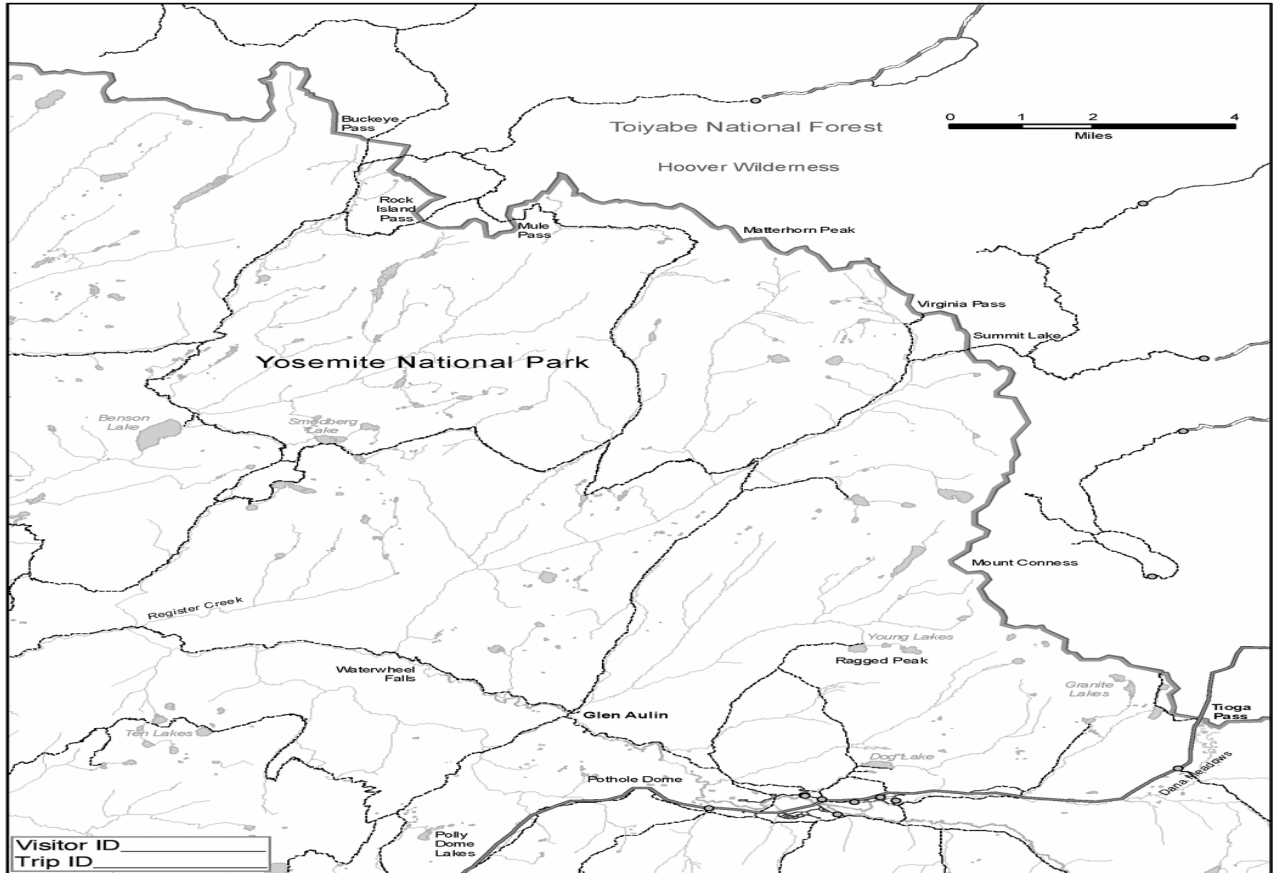 Buckeye
Pass
Toiyabe National Forest
0 1 2 4
Miles
Hoover Wilderness
Rock
Island
Pass
Mule
Pass
Matterhorn Peak
Virginia Pass
Summit Lake
Yosemite National Park
Benson
Lake
Smedberg
Lake
Mount Conness
Register Creek
Young Lakes
Ragged Peak
Waterwheel
Falls
Granite
Lakes
Glen Aulin
Tioga
Pass
Ten Lakes
Dog Lake
Pothole Dome
Dana Meadows
Polly
Dome
Lakes
Visitor ID
Trip ID